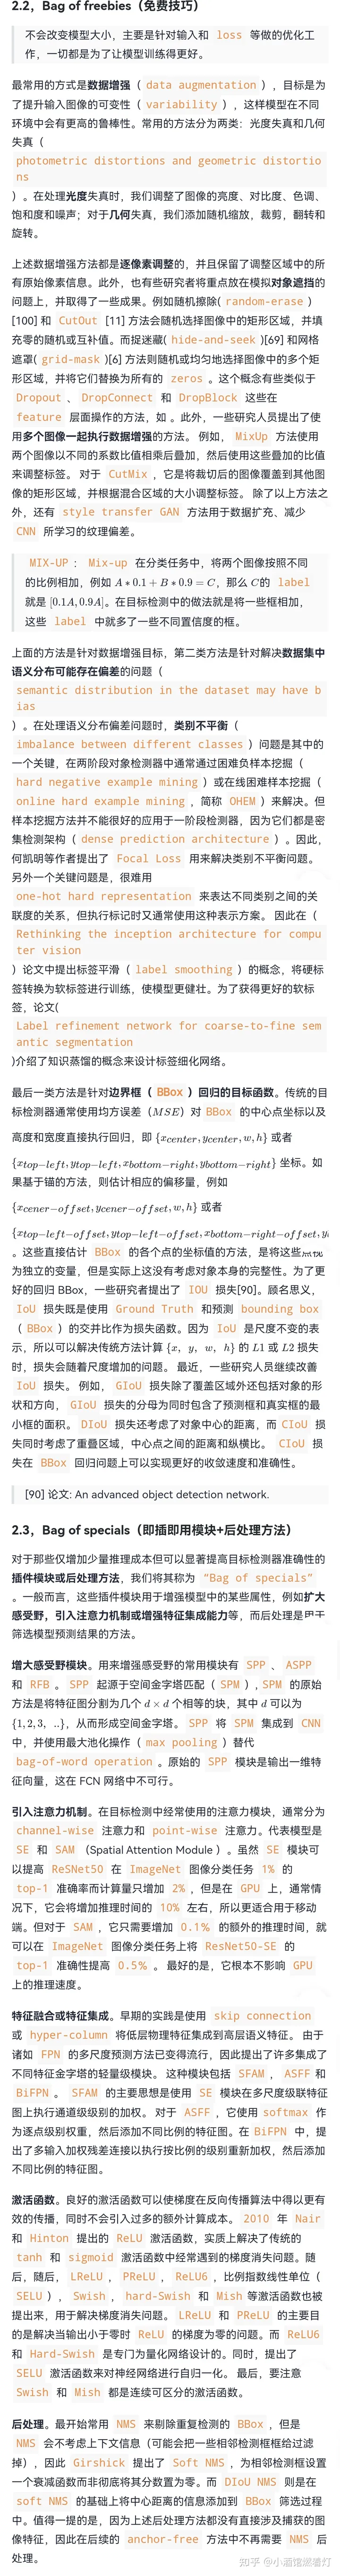 2.2，Bag of freebies（免费技巧）
不会改变模型大小，主要是针对输入和 loss 等做的优化工
作，一切都是为了让模型训练得更好。
最常用的方式是数据增强（ data augmentation ），目标是为
了提升输入图像的可变性（ variability ），这样模型在不同
环境中会有更高的鲁棒性。常用的方法分为两类：光度失真和几何
失真（
photometric distortions and geometric distortio
ns
）。在处理光度失真时，我们调整了图像的亮度、对比度、色调、
饱和度和噪声；对于几何失真，我们添加随机缩放，裁剪，翻转和
旋转。
上述数据增强方法都是逐像素调整的，并且保留了调整区域中的所
有原始像素信息。此外，也有些研究者将重点放在模拟对象遮挡的
问题上，并取得了一些成果。例如随机擦除( random-erase )
[100] 和 CutOut [11] 方法会随机选择图像中的矩形区域，并填
充零的随机或互补值。而捉迷藏( hide-and-seek )[69] 和网格
遮罩( grid-mask )[6] 方法则随机或均匀地选择图像中的多个矩
形区域，并将它们替换为所有的 zeros 。这个概念有些类似于
Dropout 、 DropConnect 和 DropBlock 这些在
feature 层面操作的方法，如 。此外，一些研究人员提出了使
用多个图像一起执行数据增强的方法。 例如， MixUp 方法使用
两个图像以不同的系数比值相乘后叠加，然后使用这些叠加的比值
来调整标签。 对于 CutMix ，它是将裁切后的图像覆盖到其他图
像的矩形区域，并根据混合区域的大小调整标签。 除了以上方法之
外，还有 style transfer GAN 方法用于数据扩充、减少
CNN 所学习的纹理偏差。
MIX-UP ： Mix-up 在分类任务中，将两个图像按照不同
的比例相加，例如 A ∗ 0.1 + B ∗ 0.9 = C，那么 C的 label
就是 [0.1A, 0.9A]。在目标检测中的做法就是将一些框相加，
这些 label 中就多了一些不同置信度的框。
上面的方法是针对数据增强目标，第二类方法是针对解决数据集中
语义分布可能存在偏差的问题（
semantic distribution in the dataset may have b
ias
）。在处理语义分布偏差问题时，类别不平衡（
imbalance between different classes ）问题是其中的
一个关键，在两阶段对象检测器中通常通过困难负样本挖掘（
hard negative example mining ）或在线困难样本挖掘（
online hard example mining ，简称 OHEM ）来解决。但
样本挖掘方法并不能很好的应用于一阶段检测器，因为它们都是密
集检测架构（ dense prediction architecture ）。因此，
何凯明等作者提出了 Focal Loss 用来解决类别不平衡问题。
另外一个关键问题是，很难用
one-hot hard representation 来表达不同类别之间的关
联度的关系，但执行标记时又通常使用这种表示方案。 因此在（
Rethinking the inception architecture for compu
ter vision
）论文中提出标签平滑（ label smoothing ）的概念，将硬标
签转换为软标签进行训练，使模型更健壮。为了获得更好的软标
签，论文(
Label refinement network for coarse-to-fine sem
antic segmentation
)介绍了知识蒸馏的概念来设计标签细化网络。
最后一类方法是针对边界框（ BBox ）回归的目标函数。传统的目
标检测器通常使用均方误差（MSE）对 BBox 的中心点坐标以及
高度和宽度直接执行回归，即 {x_center, y_center, w, h} 或者
{x_top−left, y_top−left, x_bottom−right, y_bottom−right} 坐标。如
果基于锚的方法，则估计相应的偏移量，例如
{x_cener−offset, y_cener−offset, w, h} 或者
{x_top−left−offset, y_top−left−offset, x_bottom−right−offset,
。这种直接估计 BBox 的各个点的坐标值的方法，是将这些
为独立的变量，但是实际上这没有考虑对象本身的完整性。为了更
好的回归 BBox，一些研究者提出了 IOU 损失[90]。顾名思义，
IoU 损失既是使用 Ground Truth 和预测 bounding box
（ BBox ）的交并比作为损失函数。因为 IoU 是尺度不变的表
示，所以可以解决传统方法计算 {x, y, w, h} 的 L1 或 L2 损失
时，损失会随着尺度增加的问题。 最近，一些研究人员继续改善
IoU 损失。 例如， GIoU 损失除了覆盖区域外还包括对象的形
状和方向， GIoU 损失的分母为同时包含了预测框和真实框的最
小框的面积。 DIoU 损失还考虑了对象中心的距离，而 CIoU 损
失同时考虑了重叠区域，中心点之间的距离和纵横比。 CIoU 损
失在 BBox 回归问题上可以实现更好的收敛速度和准确性。
[90] 论文: An advanced object detection network.
2.3，Bag of specials（即插即用模块+后处理方法）
对于那些仅增加少量推理成本但可以显著提高目标检测器准确性的
插件模块或后处理方法，我们将其称为 “Bag of specials”
。一般而言，这些插件模块用于增强模型中的某些属性，例如扩大
感受野，引入注意力机制或增强特征集成能力等，而后处理是用于
筛选模型预测结果的方法。
增大感受野模块。用来增强感受野的常用模块有 SPP 、 ASPP
和 RFB 。 SPP 起源于空间金字塔匹配（ SPM ）, SPM 的原始
方法是将特征图分割为几个 d × d 个相等的块，其中 d 可以为
{1, 2, 3, ..}，从而形成空间金字塔。 SPP 将 SPM 集成到 CNN
中，并使用最大池化操作（ max pooling ）替代
bag-of-word operation 。原始的 SPP 模块是输出一维特
征向量，这在 FCN 网络中不可行。
引入注意力机制。在目标检测中经常使用的注意力模块，通常分为
channel-wise 注意力和 point-wise 注意力。代表模型是
SE 和 SAM （Spatial Attention Module ）。虽然 SE 模块可
以提高 ReSNet50 在 ImageNet 图像分类任务 1% 的
top-1 准确率而计算量只增加 2% ，但是在 GPU 上，通常情
况下，它会将增加推理时间的 10% 左右，所以更适合用于移动
端。但对于 SAM ，它只需要增加 0.1% 的额外的推理时间，就
可以在 ImageNet 图像分类任务上将 ResNet50-SE 的
top-1 准确性提高 0.5% 。 最好的是，它根本不影响 GPU
上的推理速度。
特征融合或特征集成。早期的实践是使用 skip connection
或 hyper-column 将低层物理特征集成到高层语义特征。 由于
诸如 FPN 的多尺度预测方法已变得流行，因此提出了许多集成了
不同特征金字塔的轻量级模块。 这种模块包括 SFAM ， ASFF 和
BiFPN 。 SFAM 的主要思想是使用 SE 模块在多尺度级联特征
图上执行通道级级别的加权。 对于 ASFF ，它使用softmax 作
为逐点级别权重，然后添加不同比例的特征图。在 BiFPN 中，提
出了多输入加权残差连接以执行按比例的级别重新加权，然后添加
不同比例的特征图。
激活函数。良好的激活函数可以使梯度在反向传播算法中得以更有
效的传播，同时不会引入过多的额外计算成本。 2010 年 Nair
和 Hinton 提出的 ReLU 激活函数，实质上解决了传统的
tanh 和 sigmoid 激活函数中经常遇到的梯度消失问题。随
后，随后， LReLU ， PReLU ， ReLU6 ，比例指数线性单位（
SELU ）， Swish ， hard-Swish 和 Mish 等激活函数也被
提出来，用于解决梯度消失问题。 LReLU 和 PReLU 的主要目
的是解决当输出小于零时 ReLU 的梯度为零的问题。而 ReLU6
和 Hard-Swish 是专门为量化网络设计的。同时，提出了
SELU 激活函数来对神经网络进行自归一化。 最后，要注意
Swish 和 Mish 都是连续可区分的激活函数。
后处理。最开始常用 NMS 来剔除重复检测的 BBox ，但是
NMS 会不考虑上下文信息（可能会把一些相邻检测框框给过滤
掉），因此 Girshick 提出了 Soft NMS ，为相邻检测框设置
一个衰减函数而非彻底将其分数置为零。而 DIoU NMS 则是在
soft NMS 的基础上将中心距离的信息添加到 BBox 筛选过程
中。值得一提的是，因为上述后处理方法都没有直接涉及捕获的图
像特征，因此在后续的 anchor-free 方法中不再需要 NMS 后
处理。
知乎 @小酒馆燃着灯